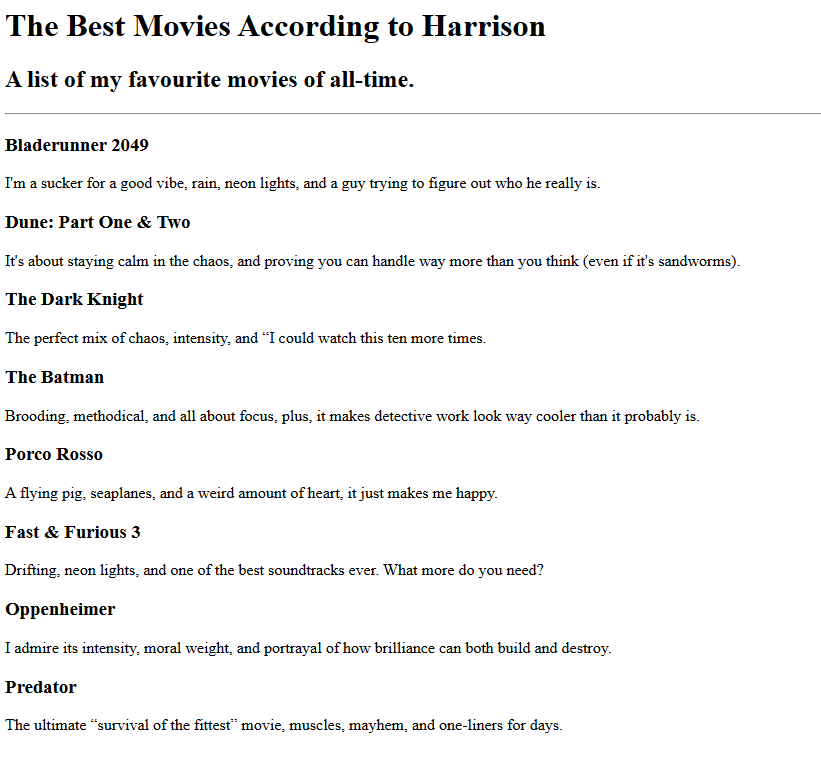 The Best Movies According to Harrison
A list of my favourite movies of all-time.
Bladerunner 2049
I'm a sucker for a good vibe, rain, neon lights, and a guy trying to figure out who he really is.
Dune: Part One & Two
It's about staying calm in the chaos, and proving you can handle way more than you think (even if it's sandworms).
The Dark Knight
The perfect mix of chaos, intensity, and “I could watch this ten more times.
The Batman
Brooding, methodical, and all about focus, plus, it makes detective work look way cooler than it probably is.
Porco Rosso
A flying pig, seaplanes, and a weird amount of heart, it just makes me happy.
Fast & Furious 3
Drifting, neon lights, and one of the best soundtracks ever. What more do you need?
Oppenheimer
I admire its intensity, moral weight, and portrayal of how brilliance can both build and destroy.
Predator
The ultimate “survival of the fittest” movie, muscles, mayhem, and one-liners for days.